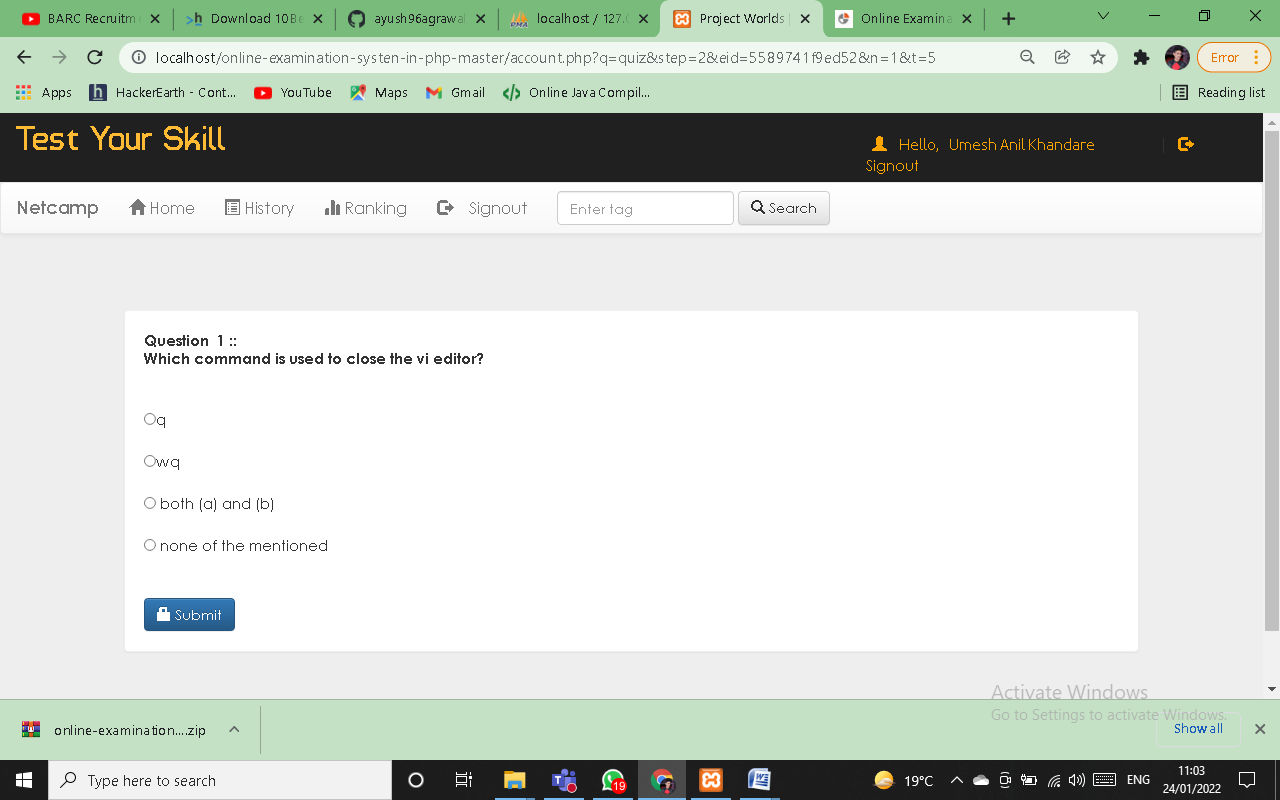 BARC Recruitm
Download 10 Be
ayush96agrawal
localhost / 127.0
Project Worlds
Online Examina
localhost/online-examination-systen-in-php-master/account.php?q=quiz&step=2&eid=5589741f9ed52&n=1&t=5
Error
Apps
HackerEarth - Cont...
YouTube
Maps
Gmail
Online Java Compil...
Reading list
Test Your Skill
Hello, Umesh Anil Khandare
Signout
Netcamp
Home
History
Ranking
Signout
Enter tag
Search
Question 1 ::
Which command is used to close the vi editor?
q
wq
both (a) and (b)
none of the mentioned
Submit
Activate Windows
Go to Settings to activate Windows.
online-examination....zip
Show all
Type here to search
19
19°C
ENG
11:03
24/01/2022